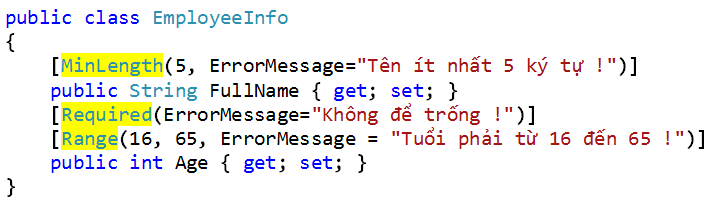 public class EmployeeInfo
{
[MinLength(5, ErrorMessage="Tên ít nhất 5 ký tự !")]
public String FullName { get; set; }
[Required(ErrorMessage="Không để trống !")]
[Range(16, 65, ErrorMessage = "Tuổi phải từ 16 đến 65 !")]
public int Age { get; set; }
}